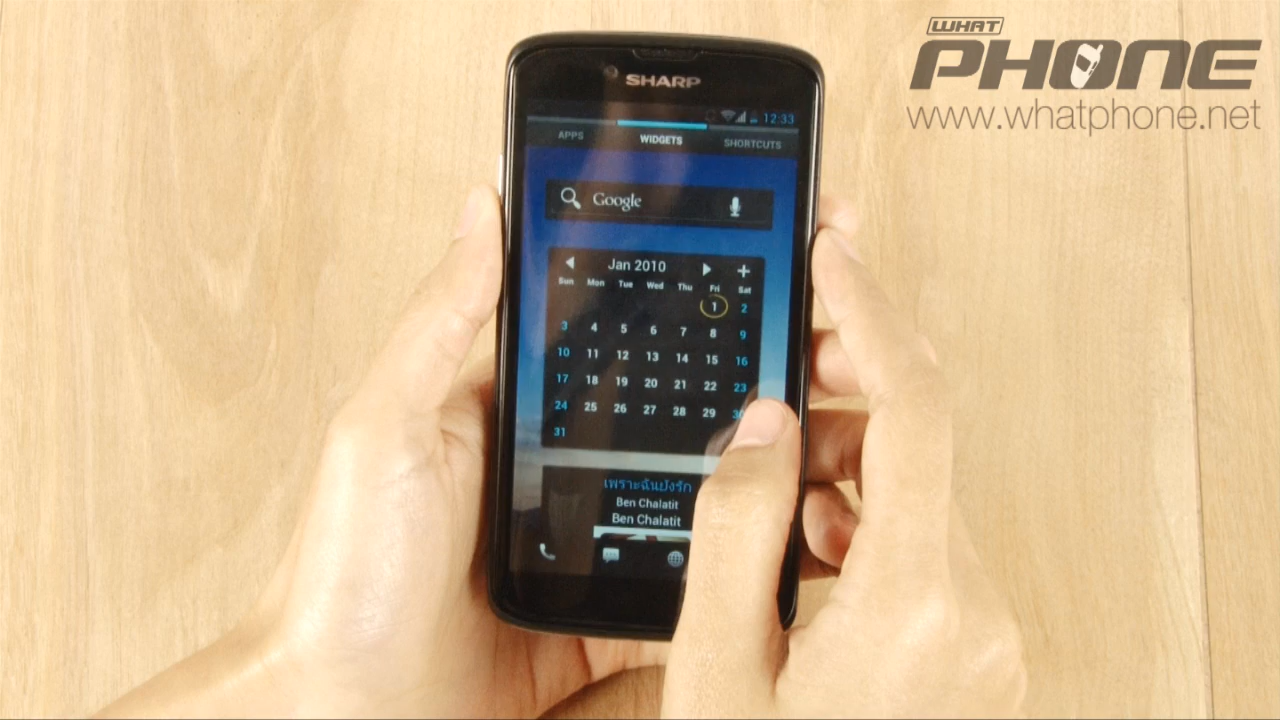 WHAT
PHONE
www.whatphone.net
SHARP
12:33
APPS WIDGETS SHORTCUTS
Google
Jan 2010
Sun Mon Tue Wed Thu Fri Sat
1 2
3 4 5 6 7 8 9
10 11 12 13 14 15 16
17 18 19 20 21 22 23
24 25 26 27 28 29 30
31
เพราะฉันยังรัก
Ben Chalatit
Ben Chalatit